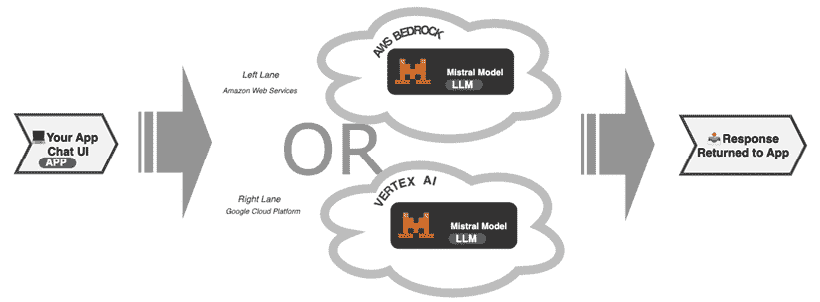 Your App
Chat UI
APP
Left Lane
Amazon Web Services
OR
Right Lane
Google Cloud Platform
AWS BEDROCK
Mistral Model
LLM
VERTEX AI
Mistral Model
LLM
Response
Returned to App